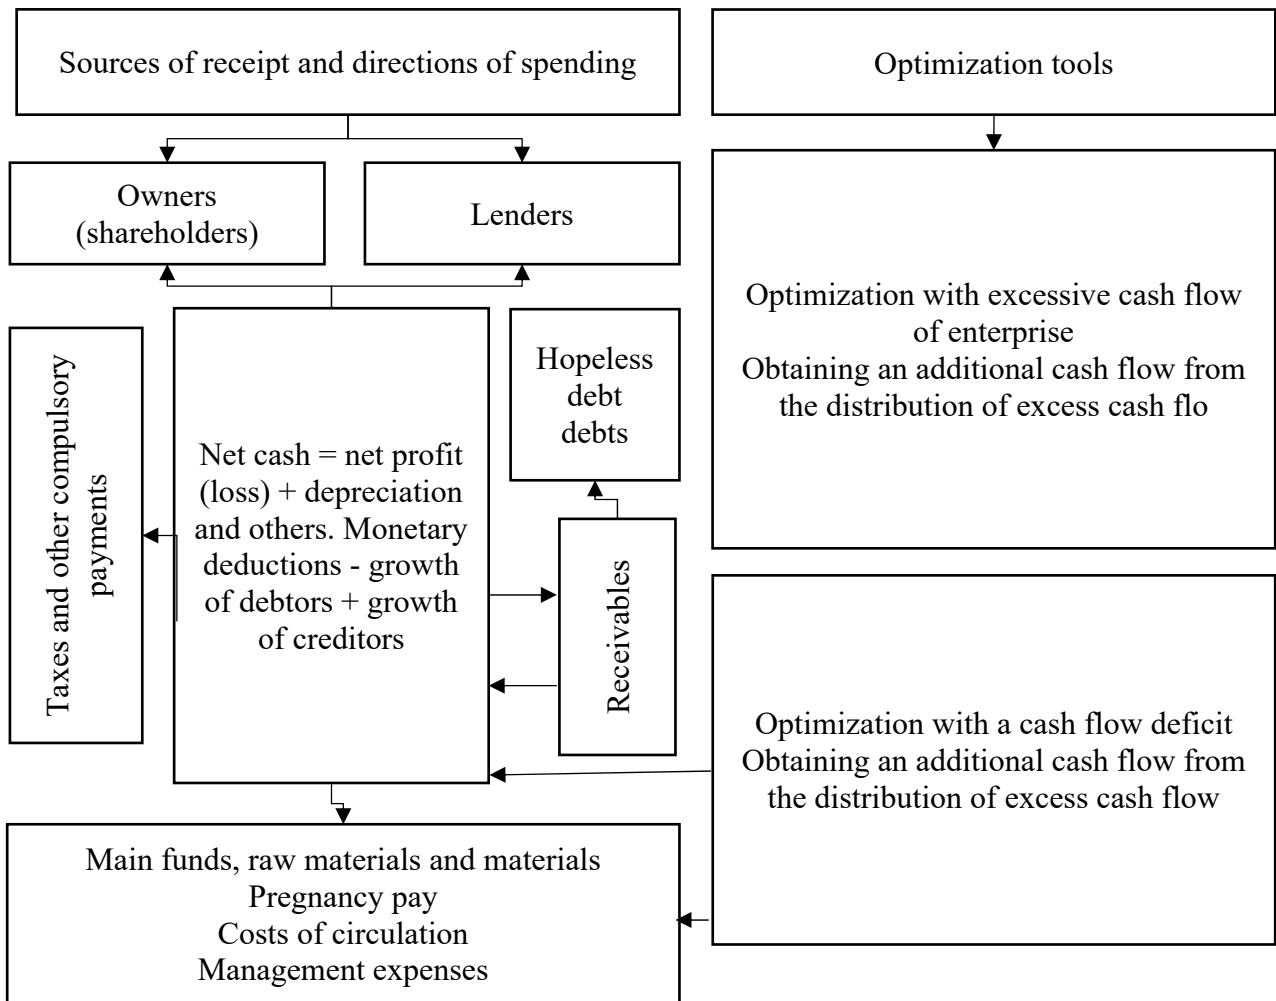 Sources of receipt and directions of spending
Optimization tools
Owners
(shareholders)
Lenders
Taxes and other compulsory
payments
Net cash = net profit
(loss) + depreciation
and others. Monetary
deductions - growth
of debtors + growth
of creditors
Hopeless
debt
debts
Receivables
Optimization with excessive cash flow
of enterprise
Obtaining an additional cash flow from
the distribution of excess cash flo
Optimization with a cash flow deficit
Obtaining an additional cash flow from
the distribution of excess cash flow
Main funds, raw materials and materials
Pregnancy pay
Costs of circulation
Management expenses